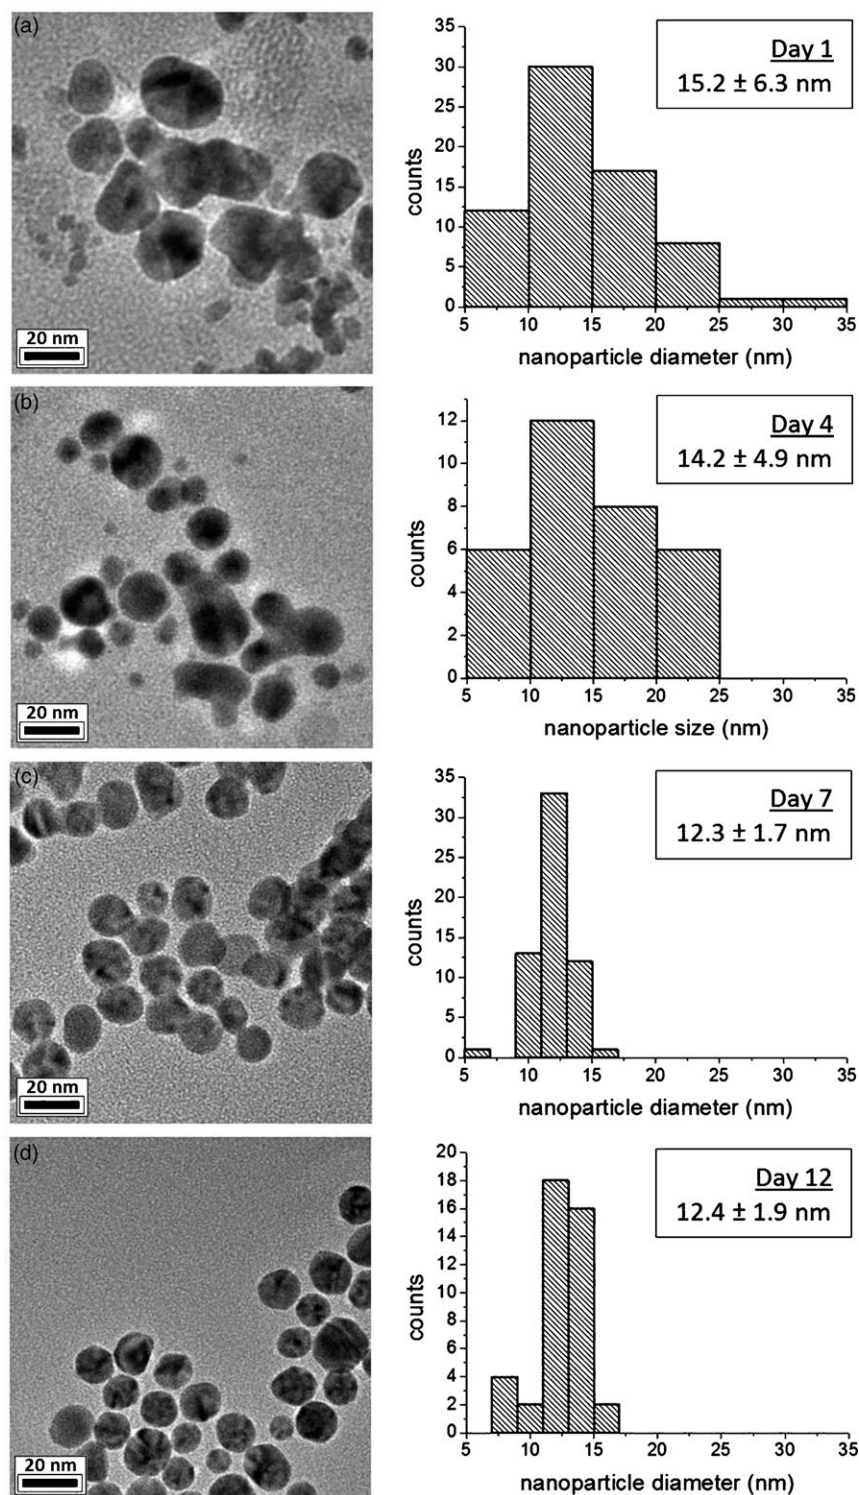 (a)
20 nm
Day 1
15.2 ± 6.3 nm
counts
35
30
25
20
15
10
5
0
5 10 15 20 25 30 35
nanoparticle diameter (nm)
(b)
20 nm
Day 4
14.2 ± 4.9 nm
counts
12
10
8
6
4
2
0
5 10 15 20 25 30 35
nanoparticle size (nm)
(c)
20 nm
Day 7
12.3 ± 1.7 nm
counts
35
30
25
20
15
10
5
0
5 10 15 20 25 30 35
nanoparticle diameter (nm)
(d)
20 nm
Day 12
12.4 ± 1.9 nm
counts
20
18
16
14
12
10
8
6
4
2
0
5 10 15 20 25 30 35
nanoparticle diameter (nm)